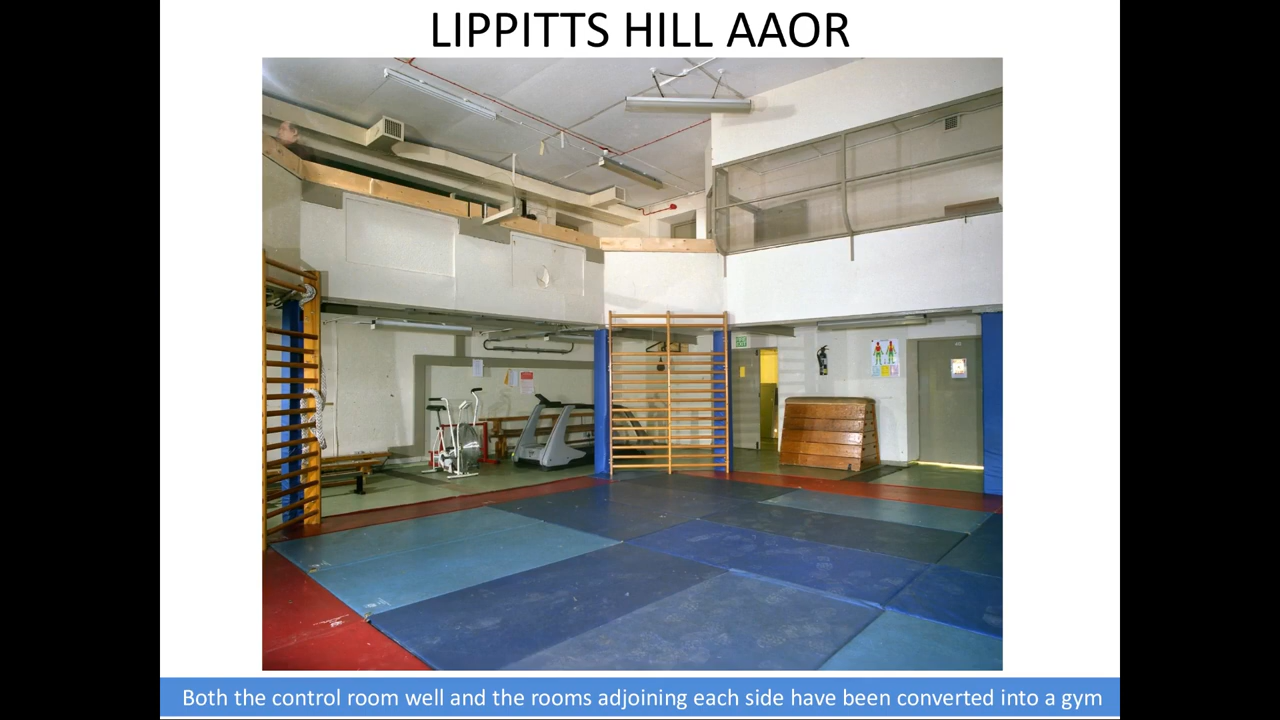 LIPPITTS HILL AAOR
Both the control room well and the rooms adjoining each side have been converted into a gym